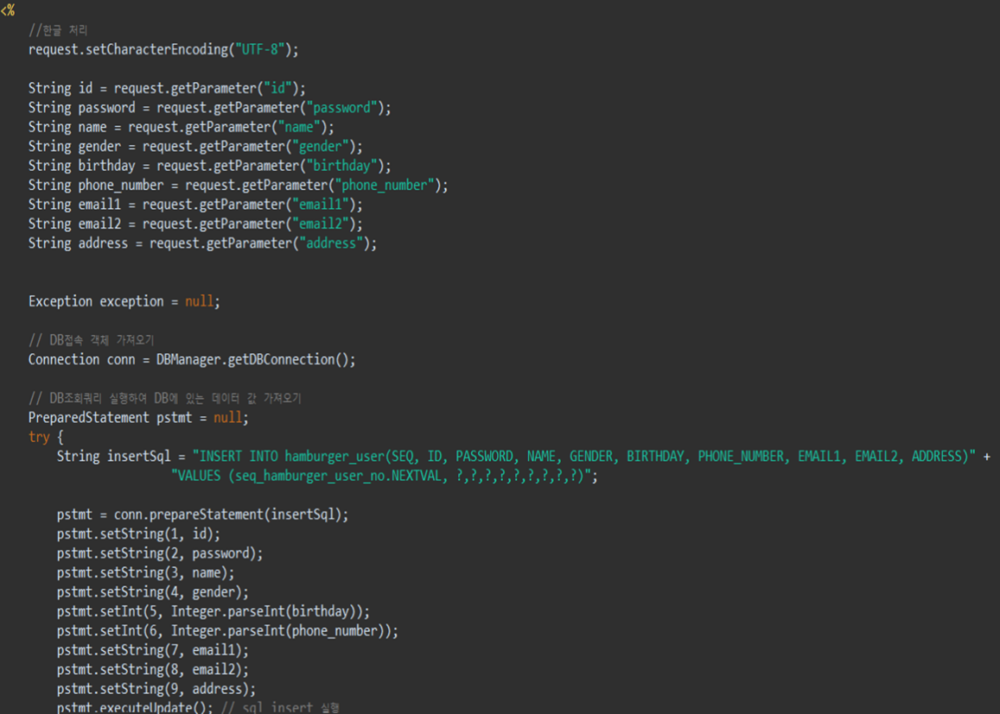 <%
//한글 처리
request.setCharacterEncoding("UTF-8");
String id = request.getParameter("id");
String password = request.getParameter("password");
String name = request.getParameter("name");
String gender = request.getParameter("gender");
String birthday = request.getParameter("birthday");
String phone_number = request.getParameter("phone_number");
String email1 = request.getParameter("email1");
String email2 = request.getParameter("email2");
String address = request.getParameter("address");
Exception exception = null;
// DB접속 객체 가져오기
Connection conn = DBManager.getDBConnection();
// DB조회쿼리 실행하여 DB에 있는 데이터 값 가져오기
PreparedStatement pstmt = null;
try {
String insertSql = "INSERT INTO hamburger_user(SEQ, ID, PASSWORD, NAME, GENDER, BIRTHDAY, PHONE_NUMBER, EMAIL1, EMAIL2, ADDRESS)" +
"VALUES (seq_hamburger_user_no.NEXTVAL, ?,?,?,?,?,?,?,?,?)";
pstmt = conn.prepareStatement(insertSql);
pstmt.setString(1, id);
pstmt.setString(2, password);
pstmt.setString(3, name);
pstmt.setString(4, gender);
pstmt.setInt(5, Integer.parseInt(birthday));
pstmt.setInt(6, Integer.parseInt(phone_number));
pstmt.setString(7, email1);
pstmt.setString(8, email2);
pstmt.setString(9, address);
pstmt.executeUpdate(); // sql insert 실행